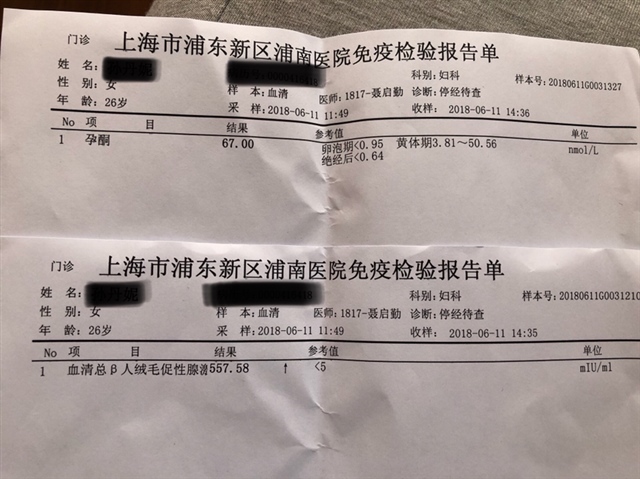 门诊 上海市浦东新区浦南医院免疫检验报告单
姓 名: 科别:妇科 样本号:20180611G0031327
性 别:女 样 本:血清 医师:1817-聂启勤 诊断:停经待查
年 龄:26岁 采 样:2018-06-11 11:49 收样: 2018-06-11 14:36
No 项 目 结果 参考值 单位
1 孕酮 67.00 卵泡期<0.95 黄体期3.81~50.56 nmol/L
绝经后<0.64
门诊 上海市浦东新区浦南医院免疫检验报告单
姓 名: 科别:妇科 样本号:20180611G0031210
性 别:女 样 本:血清 医师:1817-聂启勤 诊断:停经待查
年 龄:26岁 采 样:2018-06-11 11:49 收样: 2018-06-11 14:35
No 项 目 结果 参考值 单位
1 血清总β人绒毛促性腺激557.58 ↑ <5 mIU/ml